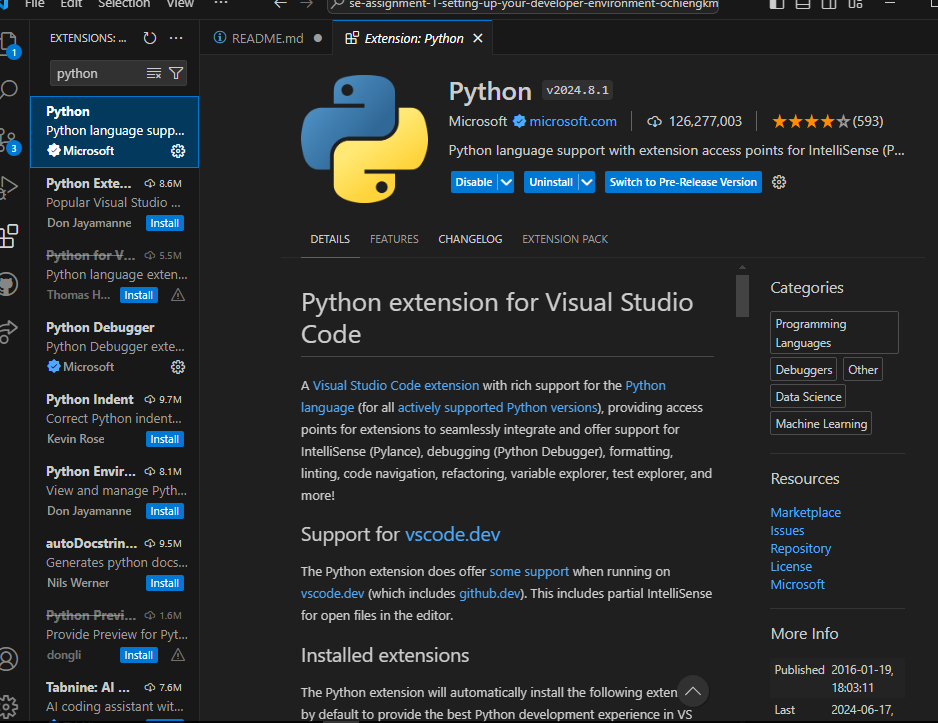 File Edit Selection View ...
se-assignment-1-setting-up-your-developer-environment-ochiengkm
EXTENSIONS: ...
README.md
Extension: Python
python
1
3
Python
Python language supp...
Microsoft
Python Exte... 8.6M
Popular Visual Studio ...
Don Jayamanne Install
Python for V... 5.5M
Python language exten...
Thomas H... Install
Python Debugger
Python Debugger exte...
Microsoft
Python Indent 9.7M
Correct Python indent...
Kevin Rose Install
Python Envir... 8.1M
View and manage Pyth...
Don Jayamanne Install
autoDocstrin... 9.5M
Generates python docs...
Nils Werner Install
Python Previ... 1.6M
Provide Preview for Pyt...
dongli Install
Tabnine: AI ... 7.6M
AI coding assistant wit...
Python v2024.8.1
Microsoft microsoft.com 126,277,003 (593)
Python language support with extension access points for IntelliSense (P...
Disable Uninstall Switch to Pre-Release Version
DETAILS FEATURES CHANGELOG EXTENSION PACK
Python extension for Visual Studio
Code
A Visual Studio Code extension with rich support for the Python
language (for all actively supported Python versions), providing access
points for extensions to seamlessly integrate and offer support for
IntelliSense (Pylance), debugging (Python Debugger), formatting,
linting, code navigation, refactoring, variable explorer, test explorer, and
more!
Support for vscode.dev
The Python extension does offer some support when running on
vscode.dev (which includes github.dev). This includes partial IntelliSense
for open files in the editor.
Installed extensions
The Python extension will automatically install the following exten
by default to provide the best Python development experience in VS
Categories
Programming
Languages
Debuggers Other
Data Science
Machine Learning
Resources
Marketplace
Issues
Repository
License
Microsoft
More Info
Published 2016-01-19,
18:03:11
Last 2024-06-17,